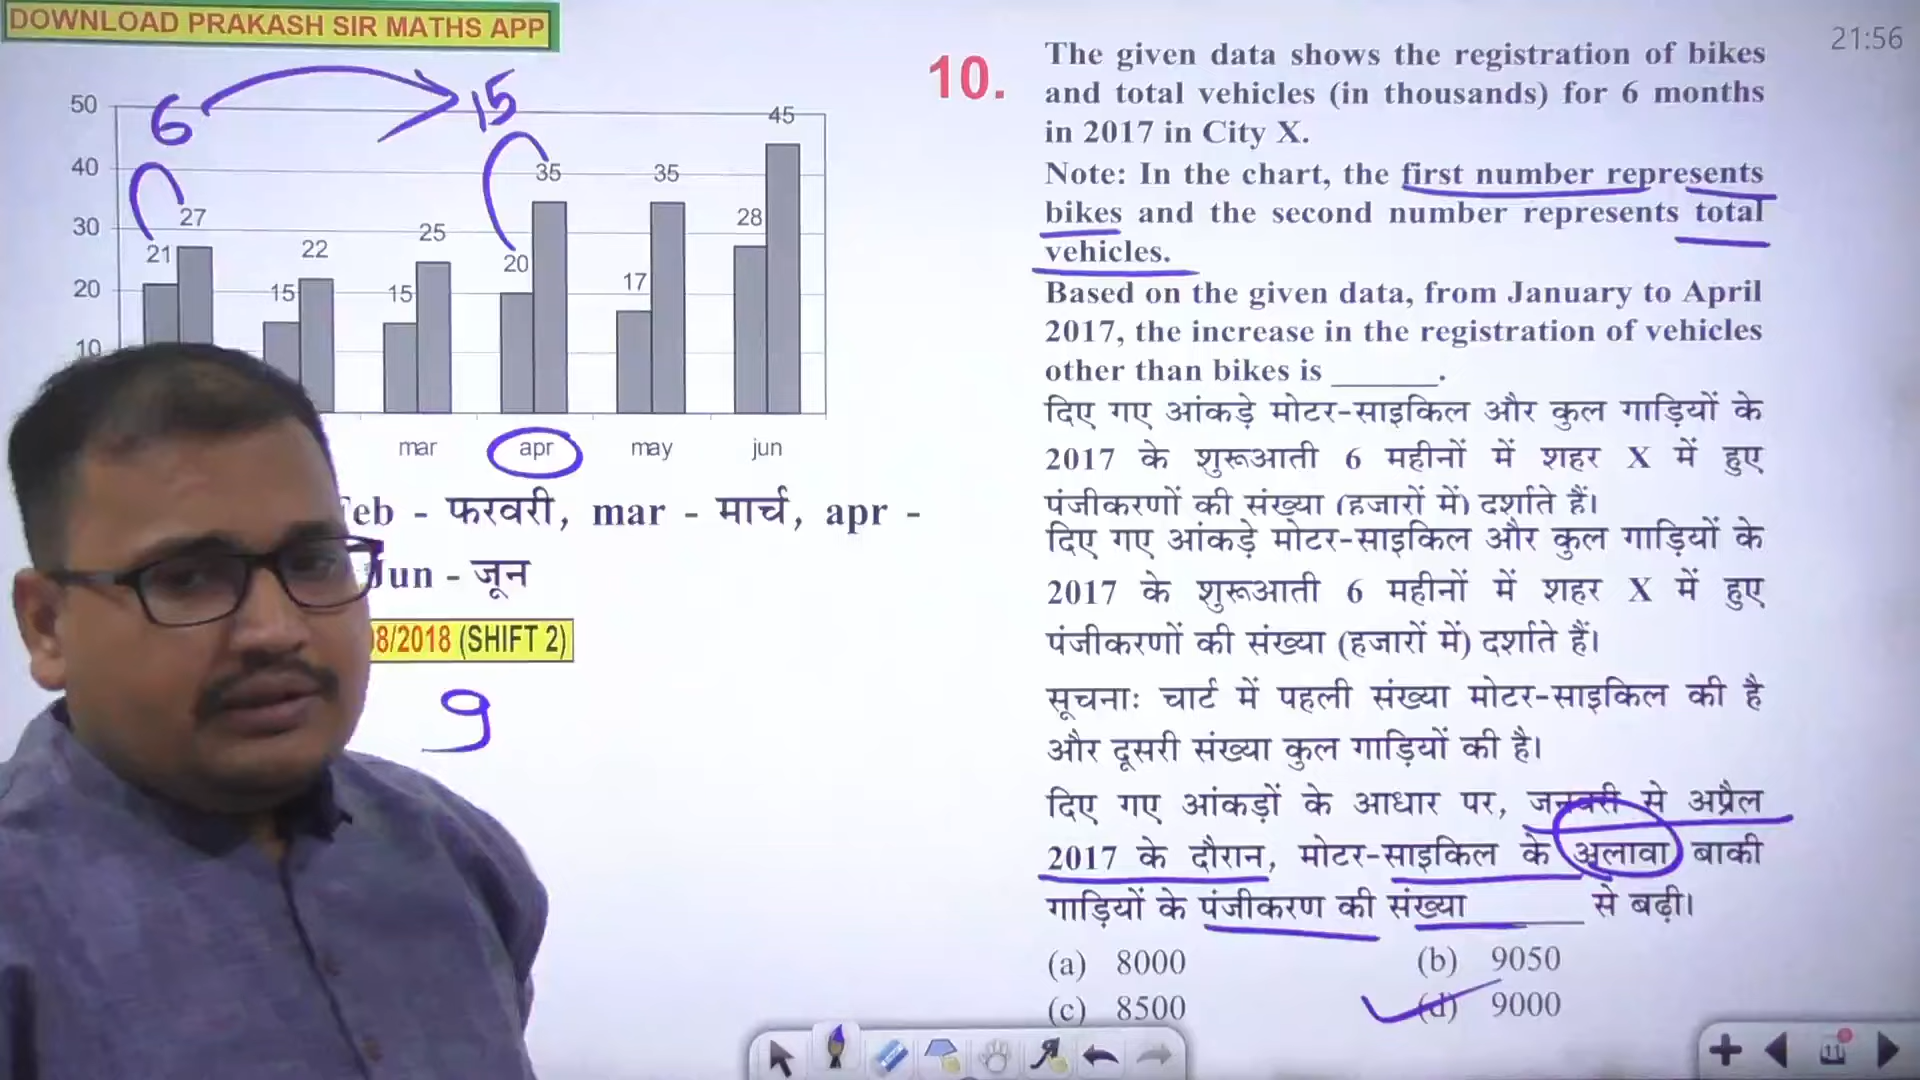 DOWNLOAD PRAKASH SIR MATHS APP
21:56
6 15
50
40
30
20
10
21 27
15 22
15 25
20 35
17 35
28 45
mar apr may jun
eb - फरवरी, mar - मार्च, apr -
Jun - जून
08/2018 (SHIFT 2)
9
10. The given data shows the registration of bikes
and total vehicles (in thousands) for 6 months
in 2017 in City X.
Note: In the chart, the first number represents
bikes and the second number represents total
vehicles.
Based on the given data, from January to April
2017, the increase in the registration of vehicles
other than bikes is ______.
दिए गए आंकड़े मोटर-साइकिल और कुल गाड़ियों के
2017 के शुरूआती 6 महीनों में शहर X में हुए
पंजीकरणों की संख्या (हजारों में) दर्शाते हैं।
दिए गए आंकड़े मोटर-साइकिल और कुल गाड़ियों के
2017 के शुरूआती 6 महीनों में शहर X में हुए
पंजीकरणों की संख्या (हजारों में) दर्शाते हैं।
सूचनाः चार्ट में पहली संख्या मोटर-साइकिल की है
और दूसरी संख्या कुल गाड़ियों की है।
दिए गए आंकड़ों के आधार पर, जनवरी से अप्रैल
2017 के दौरान, मोटर-साइकिल के अलावा बाकी
गाड़ियों के पंजीकरण की संख्या ______ से बढ़ी।
(a) 8000 (b) 9050
(c) 8500 (d) 9000
11